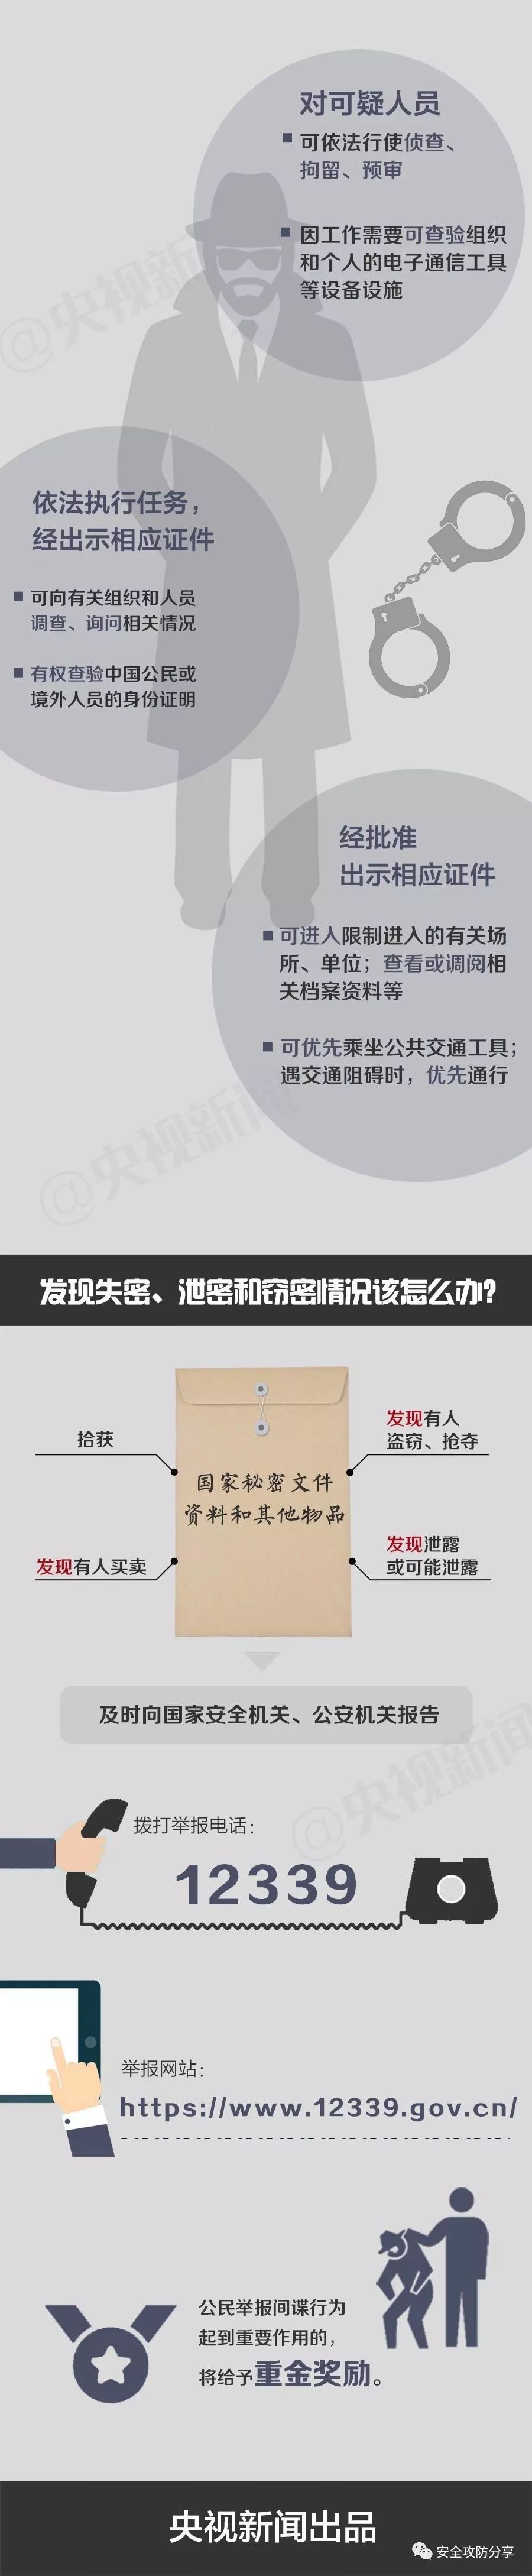 对可疑人员
可依法行使侦查、
拘留、预审
因工作需要可查验组织
和个人的电子通信工具
等设备设施
@央视新闻
依法执行任务，
经出示相应证件
可向有关组织和人员
调查、询问相关情况
有权查验中国公民或
境外人员的身份证明
经批准
出示相应证件
可进入限制进入的有关场
所、单位；查看或调阅相
关档案资料等
可优先乘坐公共交通工具；
遇交通阻碍时，优先通行
@央视新闻
发现失密、泄密和窃密情况该怎么办?
拾获
发现有人
盗窃、抢夺
国家秘密文件
资料和其他物品
发现有人买卖
发现泄露
或可能泄露
及时向国家安全机关、公安机关报告
@央视新闻
拨打举报电话：
12339
举报网站：
https://www.12339.gov.cn/
公民举报间谍行为
起到重要作用的，
将给予重金奖励。
央视新闻出品
安全攻防分享